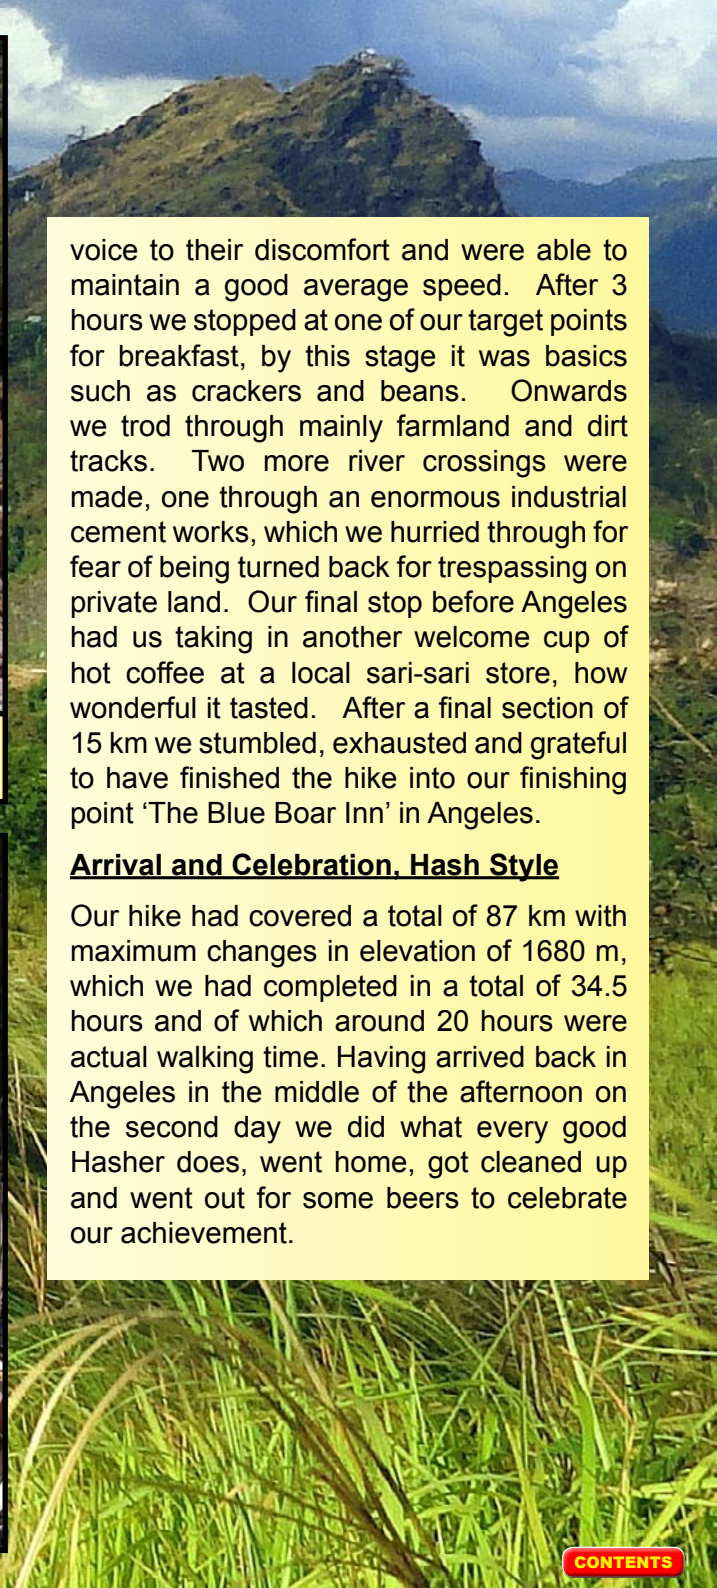 voice to their discomfort and were able to
maintain a good average speed. After 3
hours we stopped at one of our target points
for breakfast, by this stage it was basics
such as crackers and beans. Onwards
we trod through mainly farmland and dirt
tracks. Two more river crossings were
made, one through an enormous industrial
cement works, which we hurried through for
fear of being turned back for trespassing on
private land. Our final stop before Angeles
had us taking in another welcome cup of
hot coffee at a local sari-sari store, how
wonderful it tasted. After a final section of
15 km we stumbled, exhausted and grateful
to have finished the hike into our finishing
point ‘The Blue Boar Inn’ in Angeles.
Arrival and Celebration, Hash Style
Our hike had covered a total of 87 km with
maximum changes in elevation of 1680 m,
which we had completed in a total of 34.5
hours and of which around 20 hours were
actual walking time. Having arrived back in
Angeles in the middle of the afternoon on
the second day we did what every good
Hasher does, went home, got cleaned up
and went out for some beers to celebrate
our achievement.
CONTENTS